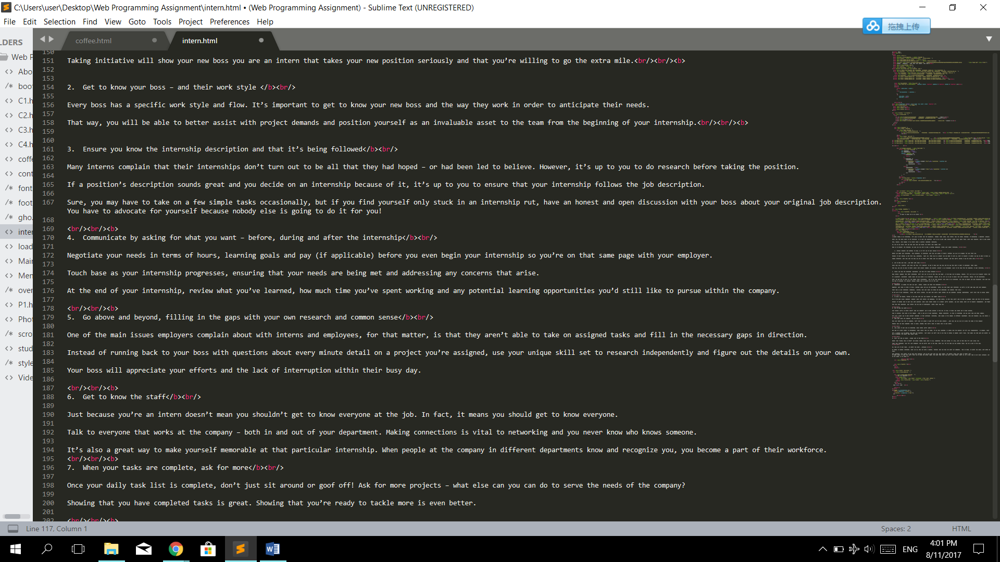 C:\Users\user\Desktop\Web Programming Assignment\intern.html • (Web Programming Assignment) - Sublime Text (UNREGISTERED)
File Edit Selection Find View Goto Tools Project Preferences Help
拖拽上传
LDERS
coffee.html
intern.html
Web P
Abo
boo
C1.h
C2.h
C3.h
C4.h
coff
cont
font
foot
gho.
inter
load
Mai
Men
over
P1.h
Phot
scro
stud
style
Vide
150
151 Taking initiative will show your new boss you are an intern that takes your new position seriously and that you’re willing to go the extra mile.<br/><br/><b>
152
153
154 2.  Get to know your boss – and their work style </b><br/>
155
156 Every boss has a specific work style and flow. It’s important to get to know your new boss and the way they work in order to anticipate their needs.
157
158 That way, you will be able to better assist with project demands and position yourself as an invaluable asset to the team from the beginning of your internship.<br/><br/><b>
159
160
161 3.  Ensure you know the internship description and that it’s being followed</b><br/>
162
163 Many interns complain that their internships don’t turn out to be all that they had hoped – or had been led to believe. However, it’s up to you to do research before taking the position.
164
165 If a position’s description sounds great and you decide on an internship because of it, it’s up to you to ensure that your internship follows the job description.
166
167 Sure, you may have to take on a few simple tasks occasionally, but if you find yourself only stuck in an internship rut, have an honest and open discussion with your boss about your original job description.
You have to advocate for yourself because nobody else is going to do it for you!
168
169 <br/><br/><b>
170 4.  Communicate by asking for what you want – before, during and after the internship</b><br/>
171
172 Negotiate your needs in terms of hours, learning goals and pay (if applicable) before you even begin your internship so you’re on that same page with your employer.
173
174 Touch base as your internship progresses, ensuring that your needs are being met and addressing any concerns that arise.
175
176 At the end of your internship, review what you’ve learned, how much time you’ve spent working and any potential learning opportunities you’d still like to pursue within the company.
177
178 <br/><br/><b>
179 5.  Go above and beyond, filling in the gaps with your own research and common sense</b><br/>
180
181 One of the main issues employers complain about with interns and employees, for that matter, is that they aren’t able to take on assigned tasks and fill in the necessary gaps in direction.
182
183 Instead of running back to your boss with questions about every minute detail on a project you’re assigned, use your unique skill set to research independently and figure out the details on your own.
184
185 Your boss will appreciate your efforts and the lack of interruption within their busy day.
186
187 <br/><br/><b>
188 6.  Get to know the staff</b><br/>
189
190 Just because you’re an intern doesn’t mean you shouldn’t get to know everyone at the job. In fact, it means you should get to know everyone.
191
192 Talk to everyone that works at the company – both in and out of your department. Making connections is vital to networking and you never know who knows someone.
193
194 It’s also a great way to make yourself memorable at that particular internship. When people at the company in different departments know and recognize you, you become a part of their workforce.
195 <br/><br/><b>
196 7.  When your tasks are complete, ask for more</b><br/>
197
198 Once your daily task list is complete, don’t just sit around or goof off! Ask for more projects – what else can you can do to serve the needs of the company?
199
200 Showing that you have completed tasks is great. Showing that you’re ready to tackle more is even better.
201
202 <br/><br/><b>
Line 117, Column 1
Spaces: 2
HTML
ENG
4:01 PM
8/11/2017